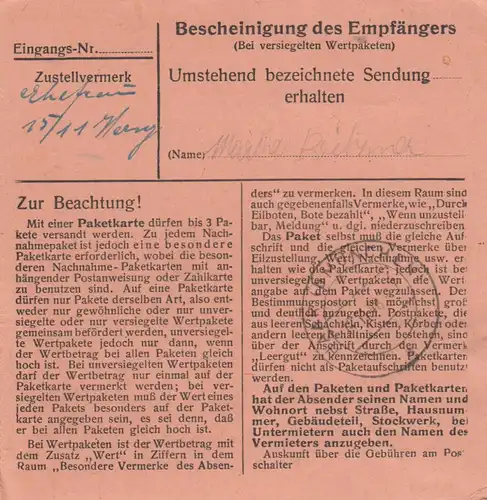 Eingangs-Nr.
Zustellvermerk
Ehefrau
15/11
Bescheinigung des Empfängers
(Bei versiegelten Wertpaketen)
Umstehend bezeichnete Sendung
erhalten
(Name)
Zur Beachtung!
Mit einer Paketkarte dürfen bis 3 Pa-
kete versandt werden. Zu jedem Nach-
nahmepaket ist jedoch eine besondere
Paketkarte erforderlich, wobei die beson-
deren Nachnahme-Paketkarten mit an-
hängender Postanweisung oder Zahlkarte
zu benutzen sind. Auf eine Paketkarte
dürfen nur Pakete derselben Art, also ent-
weder nur gewöhnliche oder nur unver-
siegelte oder nur versiegelte Wertpakete
gemeinsam befördert werden, unversiegel-
te Wertpakete jedoch nur dann, wenn
der Wertbetrag bei allen Paketen gleich
hoch ist. Bei unversiegelten Wertpaketen
darf der Wertbetrag nur einmal auf der
Paketkarte vermerkt werden; bei ver-
siegelten Wertpaketen muß der Wert eines
jeden Pakets besonders auf der Paket-
karte angegeben sein, es sei denn, daß
er bei allen Paketen gleich hoch ist.
Bei Wertpaketen ist der Wertbetrag mit
dem Zusatz „Wert" in Ziffern in dem
Raum „Besondere Vermerke des Absen-
ders" zu vermerken. In diesem Raum sind
auch gegebenenfalls Vermerke, wie „Durch
Eilboten, Bote bezahlt", „Wenn unzustell
bar, Meldung" u. dgl. niederzuschreiben
Das Paket selbst muß die gleiche Auf
schrift und die gleichen Vermerke über
Eilzustellung, Wert, Nachnahme usw. er
halten wie die Paketkarte; jedoch ist bei
unversiegelten Wertpaketen die Wert
angabe auf dem Paket wegzulassen. Der
Bestimmungspostort ist möglichst groß
und deutlich anzugeben. Postpakete, die
aus leeren Schachteln, Kisten, Körben oder
anderen leeren Behältnissen bestehen, sind
über der Anschrift durch den Vermerk
„Leergut" zu kennzeichnen. Paketkarten
dürfen nicht als Paketaufschriften benutz
werden.
Auf den Paketen und Paketkarten
hat der Absender seinen Namen und
Wohnort nebst Straße, Hausnum
mer, Gebäudeteil, Stockwerk, bei
Untermietern auch den Namen des
Vermieters anzugeben.
Auskunft über die Gebühren am Post
schalter